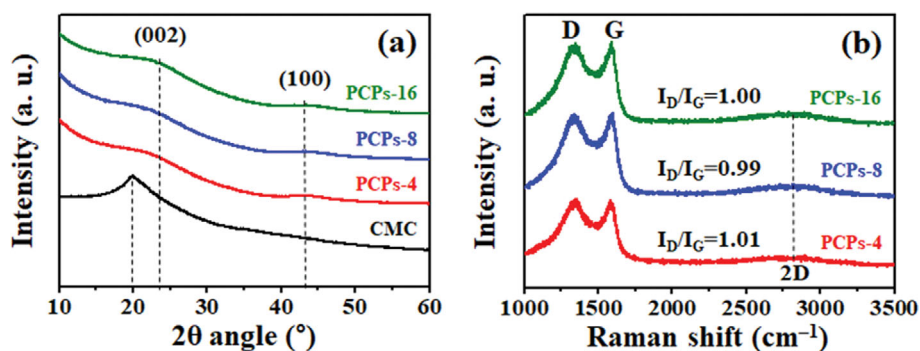 (a)
(002)
(100)
PCPs-16
PCPs-8
PCPs-4
CMC
Intensity (a. u.)
10 20 30 40 50 60
2θ angle (°)
(b)
D G
I_D/I_G=1.00
PCPs-16
I_D/I_G=0.99
PCPs-8
I_D/I_G=1.01
PCPs-4
2D
Intensity (a. u.)
1000 1500 2000 2500 3000 3500
Raman shift (cm⁻¹)